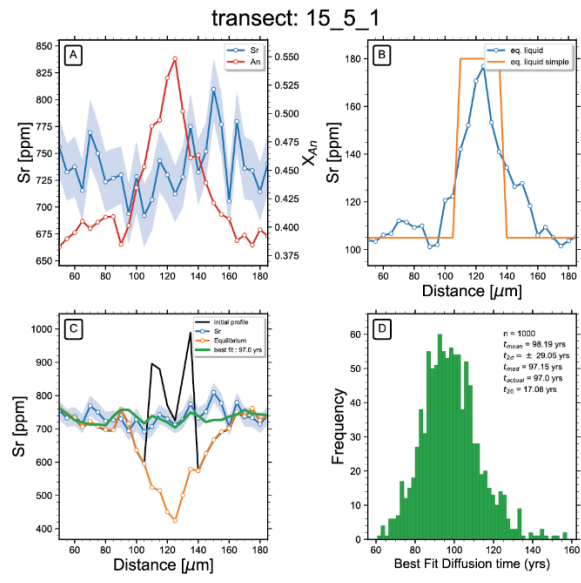 transect: 15_5_1
A
Sr
An
850
825
800
775
750
725
700
675
650
Sr [ppm]
0.550
0.525
0.500
0.475
0.450
0.425
0.400
0.375
X_An
60 80 100 120 140 160 180
B
eq. liquid
eq. liquid simple
180
160
140
120
100
Sr [ppm]
60 80 100 120 140 160 180
Distance [μm]
Distance [μm]
C
initial profile
Sr
Equilibrium
best fit : 97.0 yrs
1000
900
800
700
600
500
400
Sr [ppm]
60 80 100 120 140 160 180
Distance [μm]
D
n = 1000
t_mean = 98.19 yrs
t_2σ = ± 29.05 yrs
t_med = 97.15 yrs
t_actual = 97.0 yrs
t_20 = 17.08 yrs
60
50
40
30
20
10
0
Frequency
60 80 100 120 140 160
Best Fit Diffusion time (yrs)